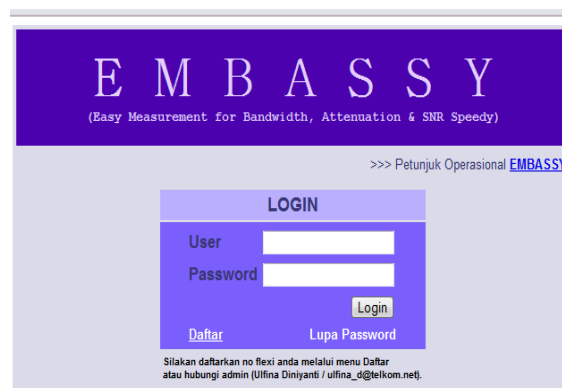 EMBASSY
(Easy Measurement for Bandwidth, Attenuation & SNR Speedy)
>>> Petunjuk Operasional EMBASSY
LOGIN
User
Password
Login
Daftar Lupa Password
Silakan daftarkan no flexi anda melalui menu Daftar
atau hubungi admin (Ulfina Diniyanti / ulfina_d@telkom.net).